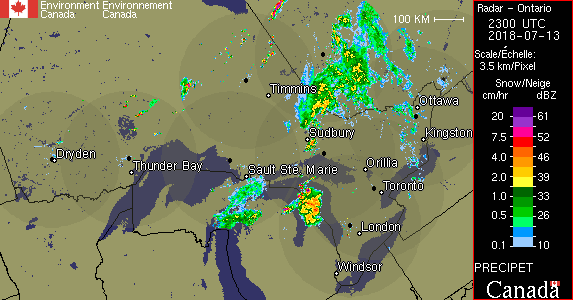 Environment Environnement
Canada Canada
100 KM
Radar - Ontario
2300 UTC
2018-07-13
Scale/Échelle:
3.5 km/Pixel
Snow/Neige
cm/hr dBZ
20 61
7.5 52
4.0 46
2.0 39
1.0 33
0.5 26
0.1 10
PRECIPET
Canada
Timmins
Ottawa
Sudbury
Kingston
Dryden
Thunder Bay
Orillia
Sault Ste. Marie
Toronto
London
Windsor